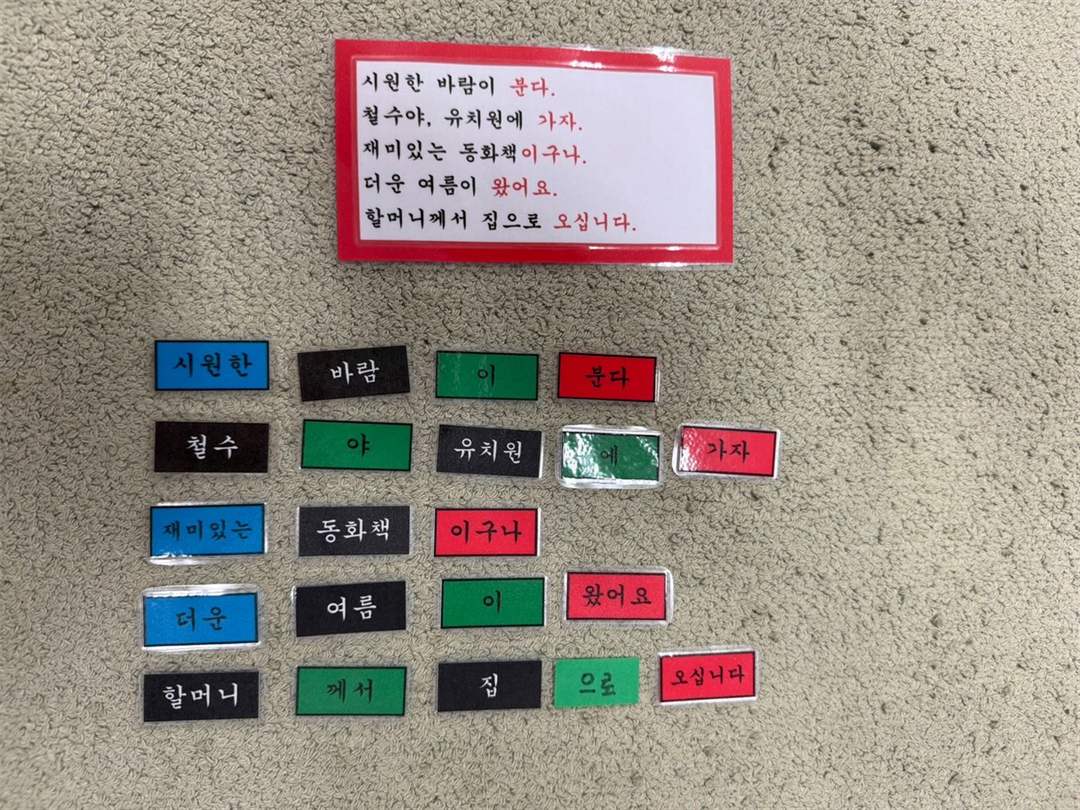 시원한 바람이 분다.
철수야, 유치원에 가자.
재미있는 동화책이구나.
더운 여름이 왔어요.
할머니께서 집으로 오십니다.
시원한 바람 이 분다
철수 야 유치원 에 가자
재미있는 동화책 이구나
더운 여름 이 왔어요
할머니 께서 집 으로 오십니다